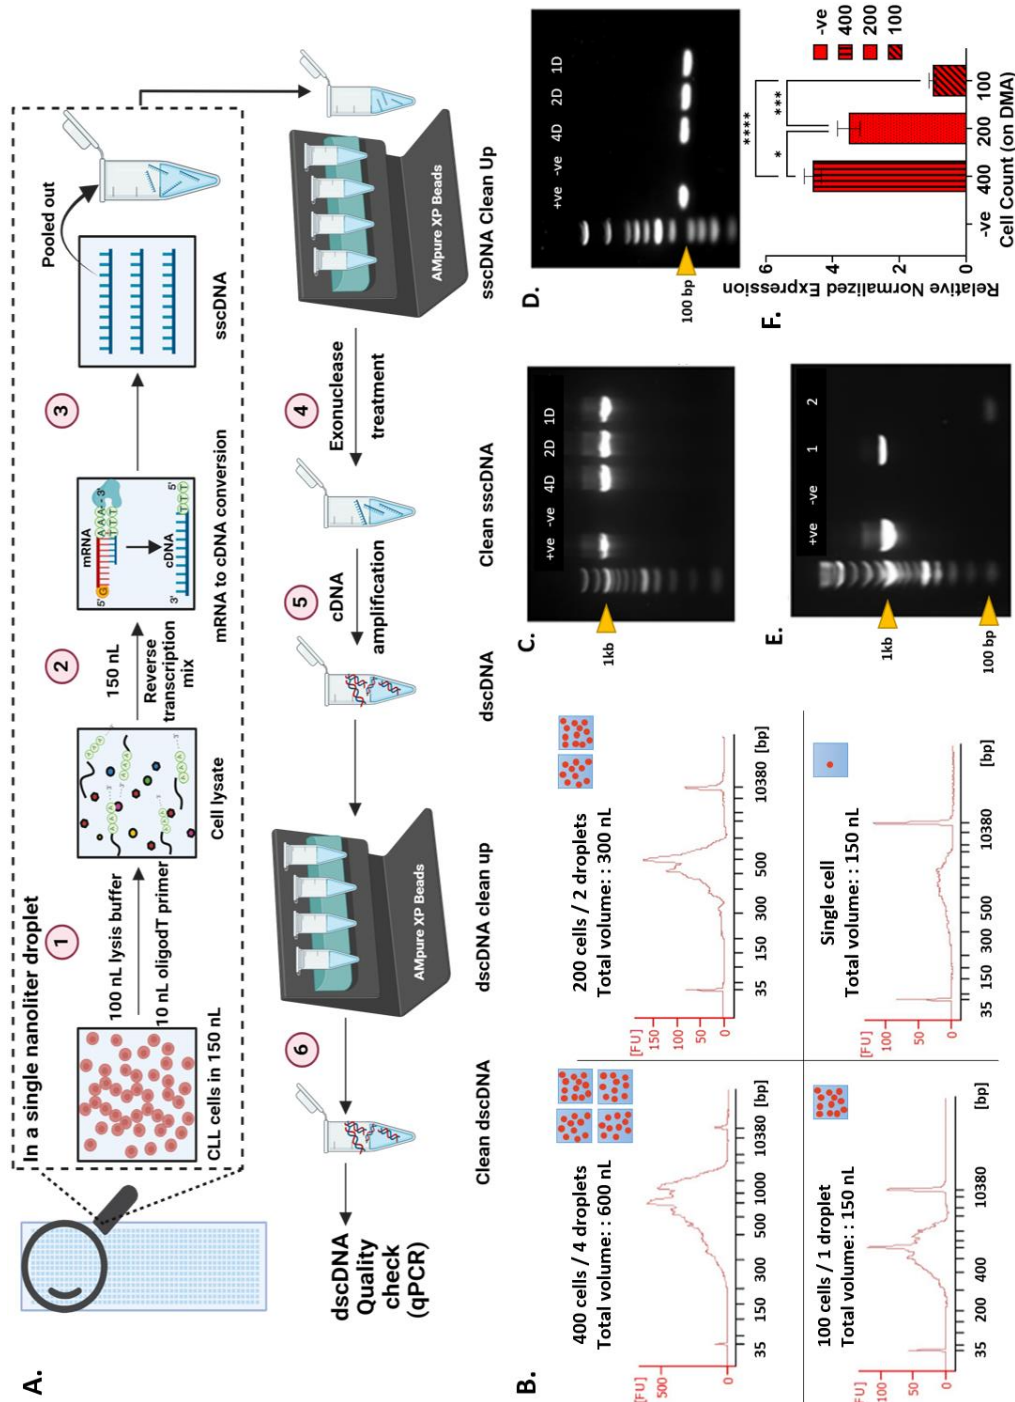 A.
In a single nanoliter droplet
1
100 nL lysis buffer
10 nL oligodT primer
CLL cells in 150 nL
Cell lysate
2
150 nL
Reverse
transcription
mix
5'
G
mRNA
AAA
3'
TTT
cDNA
3'
TTT
5'
mRNA to cDNA conversion
3
sscDNA
Pooled out
AMpure XP Beads
sscDNA Clean Up
4
Exonuclease
treatment
Clean sscDNA
5
cDNA
amplification
dscDNA
AMpure XP Beads
dscDNA clean up
6
Clean dscDNA
dscDNA
Quality
check
(qPCR)
B.
400 cells / 4 droplets
Total volume: : 600 nL
[FU]
500
0
35 150 300 500 1000 10380 [bp]
200 cells / 2 droplets
Total volume: : 300 nL
[FU]
150
100
50
0
35 150 300 500 10380 [bp]
100 cells / 1 droplet
Total volume: : 150 nL
[FU]
100
50
0
35 200 400 10380 [bp]
Single cell
Total volume: : 150 nL
[FU]
100
50
0
35 150 300 500 10380 [bp]
C.
+ve -ve 4D 2D 1D
1kb
D.
+ve -ve 4D 2D 1D
100 bp
E.
+ve -ve 1 2
1kb
100 bp
F.
Relative Normalized Expression
6
4
2
0
****
*
***
-ve 400 200 100
Cell Count (on DMA)
-ve
400
200
100